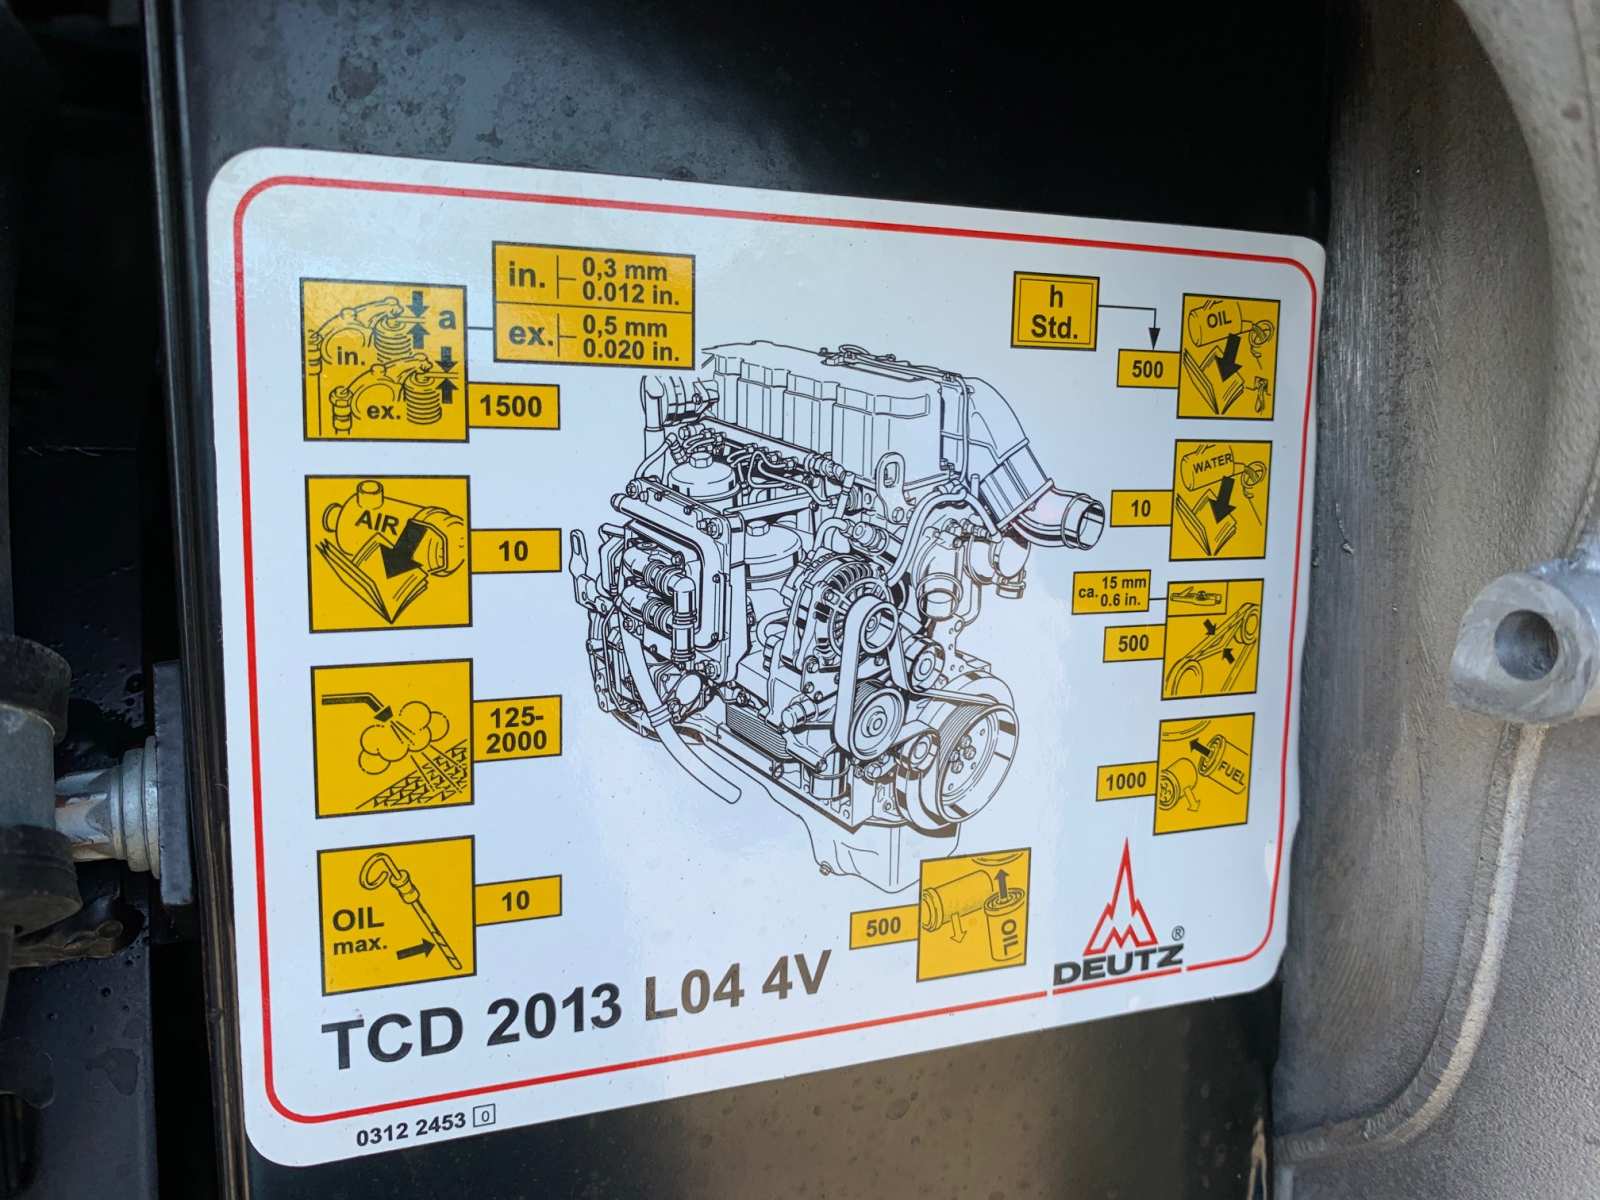 in. 0,3 mm
0.012 in.
ex. 0,5 mm
0.020 in.
a
in.
ex.
1500
AIR
10
125-
2000
OIL
max.
10
h
Std.
500
OIL
WATER
10
ca. 15 mm
0.6 in.
500
1000
FUEL
500
OIL
TCD 2013 L04 4V
DEUTZ ®
0312 2453 0